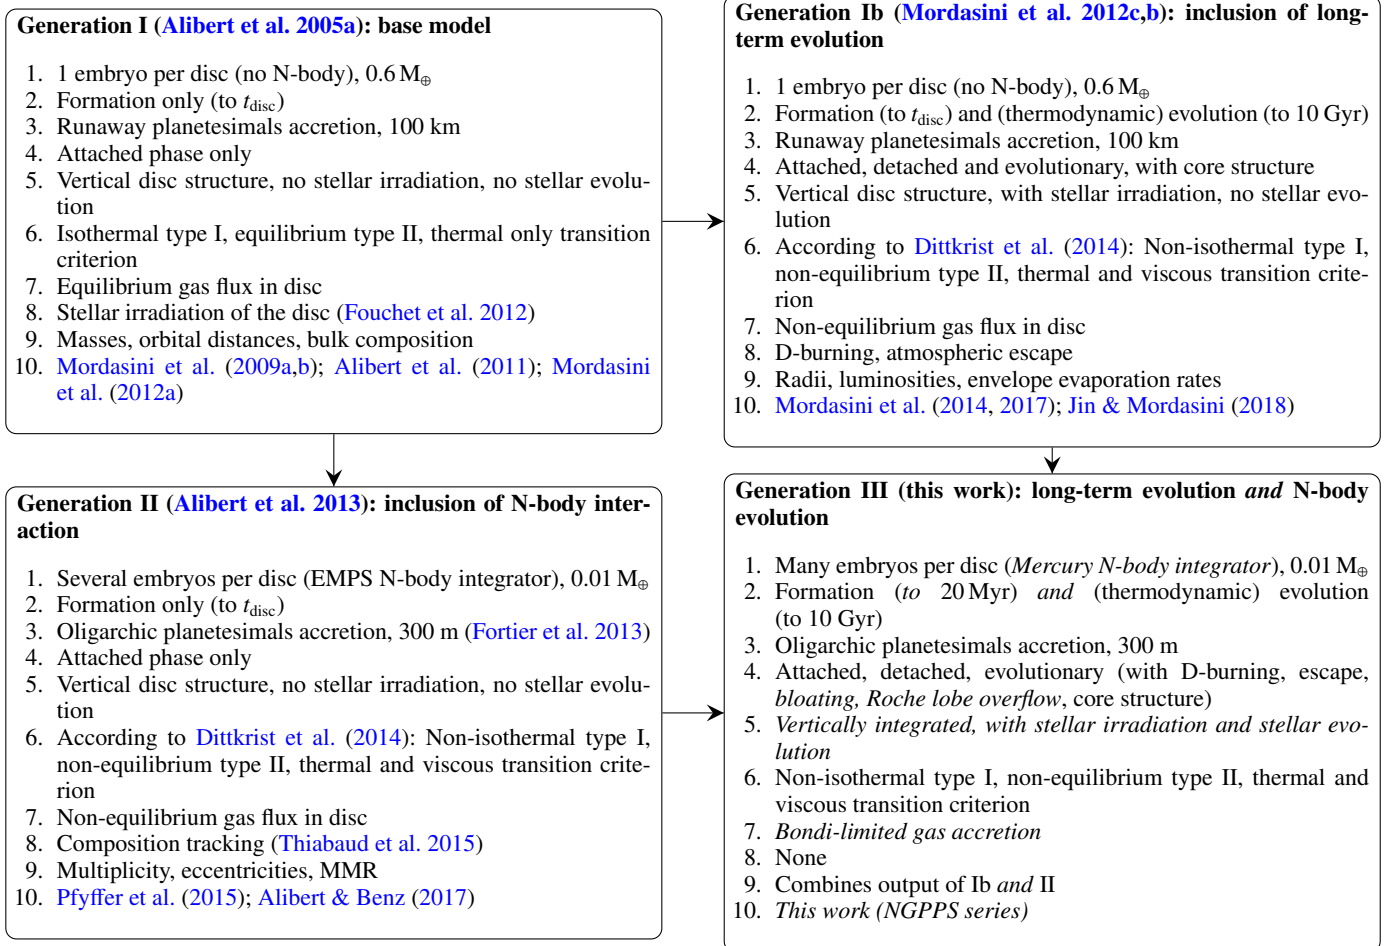 Generation I (Alibert et al. 2005a): base model
1. 1 embryo per disc (no N-body), 0.6 M⊕
2. Formation only (to t_disc)
3. Runaway planetesimals accretion, 100 km
4. Attached phase only
5. Vertical disc structure, no stellar irradiation, no stellar evolu-
tion
6. Isothermal type I, equilibrium type II, thermal only transition
criterion
7. Equilibrium gas flux in disc
8. Stellar irradiation of the disc (Fouchet et al. 2012)
9. Masses, orbital distances, bulk composition
10. Mordasini et al. (2009a,b); Alibert et al. (2011); Mordasini
et al. (2012a)
Generation Ib (Mordasini et al. 2012c,b): inclusion of long-
term evolution
1. 1 embryo per disc (no N-body), 0.6 M⊕
2. Formation (to t_disc) and (thermodynamic) evolution (to 10 Gyr)
3. Runaway planetesimals accretion, 100 km
4. Attached, detached and evolutionary, with core structure
5. Vertical disc structure, with stellar irradiation, no stellar evo-
lution
6. According to Dittkrist et al. (2014): Non-isothermal type I,
non-equilibrium type II, thermal and viscous transition crite-
rion
7. Non-equilibrium gas flux in disc
8. D-burning, atmospheric escape
9. Radii, luminosities, envelope evaporation rates
10. Mordasini et al. (2014, 2017); Jin & Mordasini (2018)
Generation II (Alibert et al. 2013): inclusion of N-body inter-
action
1. Several embryos per disc (EMPS N-body integrator), 0.01 M⊕
2. Formation only (to t_disc)
3. Oligarchic planetesimals accretion, 300 m (Fortier et al. 2013)
4. Attached phase only
5. Vertical disc structure, no stellar irradiation, no stellar evolu-
tion
6. According to Dittkrist et al. (2014): Non-isothermal type I,
non-equilibrium type II, thermal and viscous transition crite-
rion
7. Non-equilibrium gas flux in disc
8. Composition tracking (Thiabaud et al. 2015)
9. Multiplicity, eccentricities, MMR
10. Pfyffer et al. (2015); Alibert & Benz (2017)
Generation III (this work): long-term evolution and N-body
evolution
1. Many embryos per disc (Mercury N-body integrator), 0.01 M⊕
2. Formation (to 20 Myr) and (thermodynamic) evolution
(to 10 Gyr)
3. Oligarchic planetesimals accretion, 300 m
4. Attached, detached, evolutionary (with D-burning, escape,
bloating, Roche lobe overflow, core structure)
5. Vertically integrated, with stellar irradiation and stellar evo-
lution
6. Non-isothermal type I, non-equilibrium type II, thermal and
viscous transition criterion
7. Bondi-limited gas accretion
8. None
9. Combines output of Ib and II
10. This work (NGPPS series)